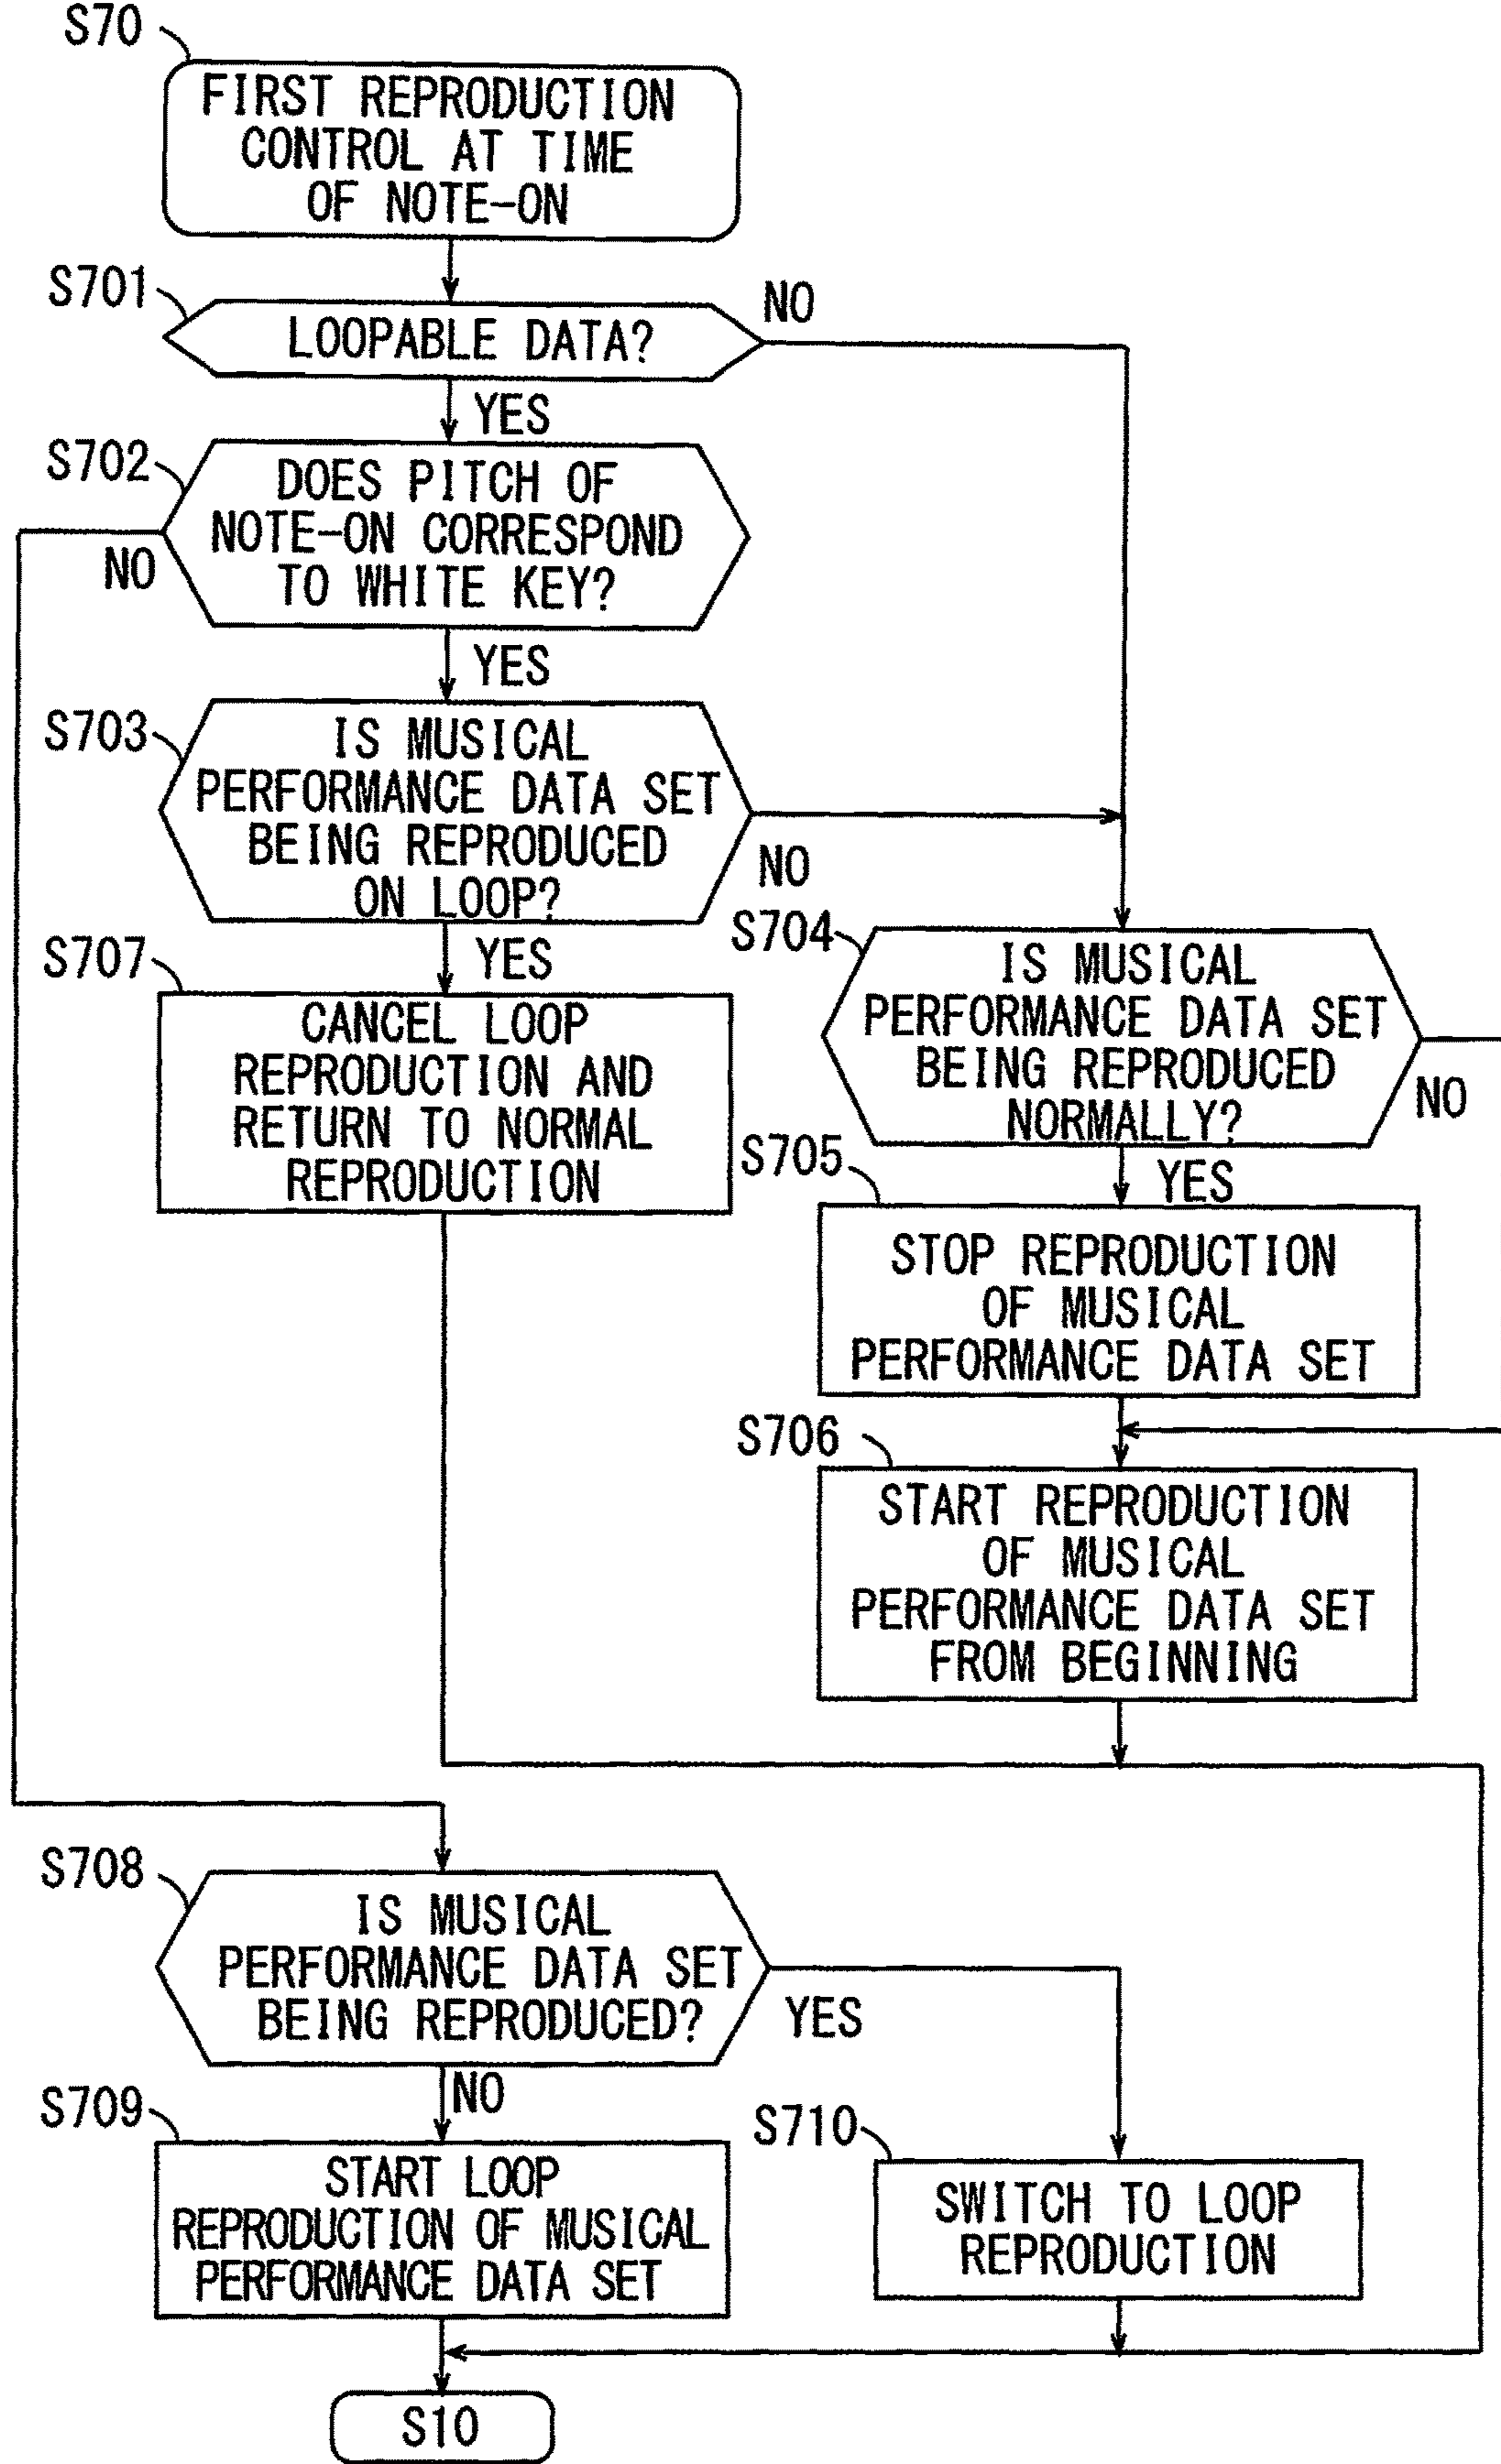 S70
FIRST REPRODUCTION
CONTROL AT TIME
OF NOTE-ON
S701
LOOPABLE DATA?
NO
YES
S702
DOES PITCH OF
NOTE-ON CORRESPOND
TO WHITE KEY?
NO
YES
S703
IS MUSICAL
PERFORMANCE DATA SET
BEING REPRODUCED
ON LOOP?
NO
YES
S704
IS MUSICAL
PERFORMANCE DATA SET
BEING REPRODUCED
NORMALLY?
NO
YES
S707
CANCEL LOOP
REPRODUCTION AND
RETURN TO NORMAL
REPRODUCTION
S705
STOP REPRODUCTION
OF MUSICAL
PERFORMANCE DATA SET
S706
START REPRODUCTION
OF MUSICAL
PERFORMANCE DATA SET
FROM BEGINNING
S708
IS MUSICAL
PERFORMANCE DATA SET
BEING REPRODUCED?
YES
NO
S709
START LOOP
REPRODUCTION OF MUSICAL
PERFORMANCE DATA SET
S710
SWITCH TO LOOP
REPRODUCTION
S10